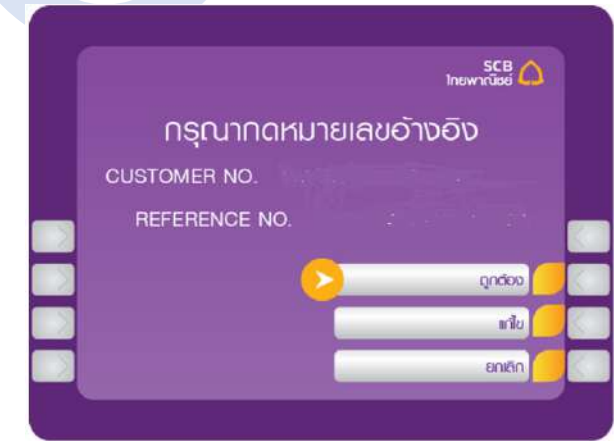 SCB
ไทยพาณิชย์
กรุณากดหมายเลขอ้างอิง
CUSTOMER NO.
REFERENCE NO.
ถูกต้อง
แก้ไข
ยกเลิก